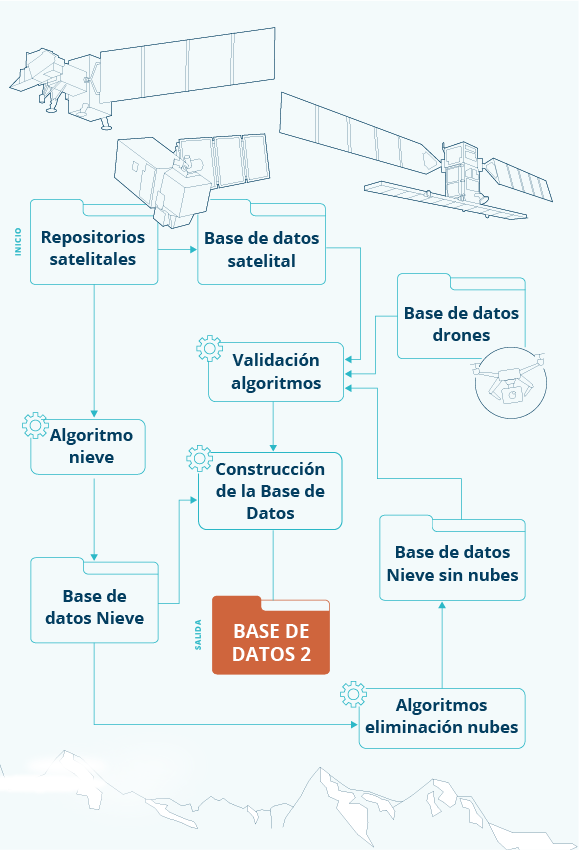 INICIO
Repositorios
satelitales
Base de datos
satelital
Base de datos
drones
Validación
algoritmos
Algoritmo
nieve
Construcción
de la Base de
Datos
Base de datos
Nieve sin nubes
Base de
datos Nieve
SALIDA
BASE DE
DATOS 2
Algoritmos
eliminación nubes